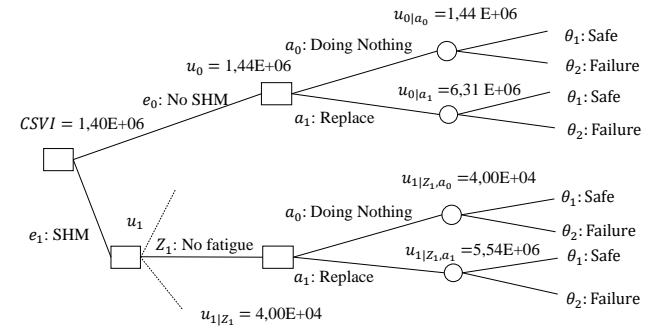 u₀|ₐ₀ =1,44 E+06
a₀: Doing Nothing
θ₁: Safe
u₀ = 1,44E+06
θ₂: Failure
e₀: No SHM
u₀|ₐ₁ =6,31 E+06
θ₁: Safe
CSVI = 1,40E+06
a₁: Replace
θ₂: Failure
u₁|Z₁,ₐ₀ =4,00E+04
θ₁: Safe
u₁
a₀: Doing Nothing
e₁: SHM
Z₁: No fatigue
θ₂: Failure
u₁|Z₁,ₐ₁ =5,54E+06
θ₁: Safe
a₁: Replace
θ₂: Failure
u₁|Z₁ = 4,00E+04